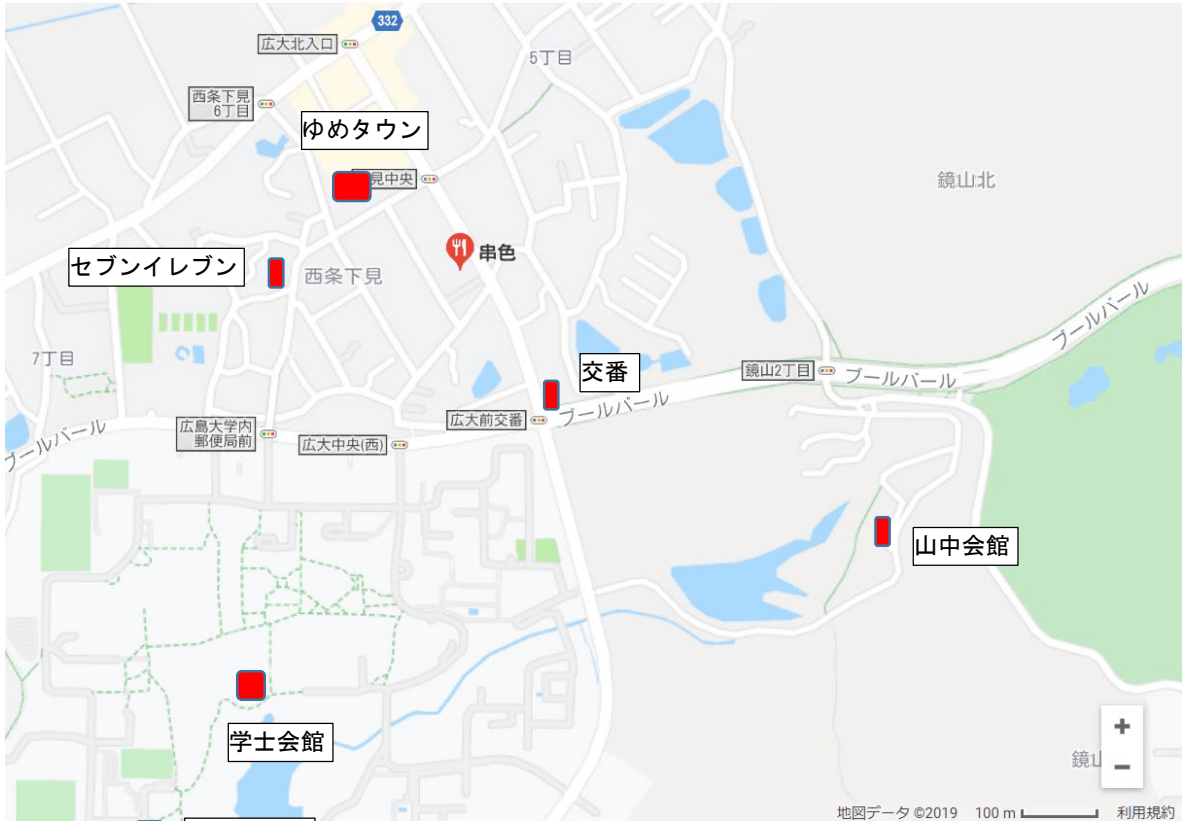 332
広大北入口
5丁目
西条下見
6丁目
ゆめタウン
見中央
鏡山北
串色
セブンイレブン
西条下見
ブールバール
7丁目
交番
鏡山2丁目
ブールバール
ブールバール
広大前交番
広島大学内
郵便局前
広大中央(西)
ブールバール
山中会館
学士会館
+
鏡山
−
地図データ ©2019
100 m
利用規約